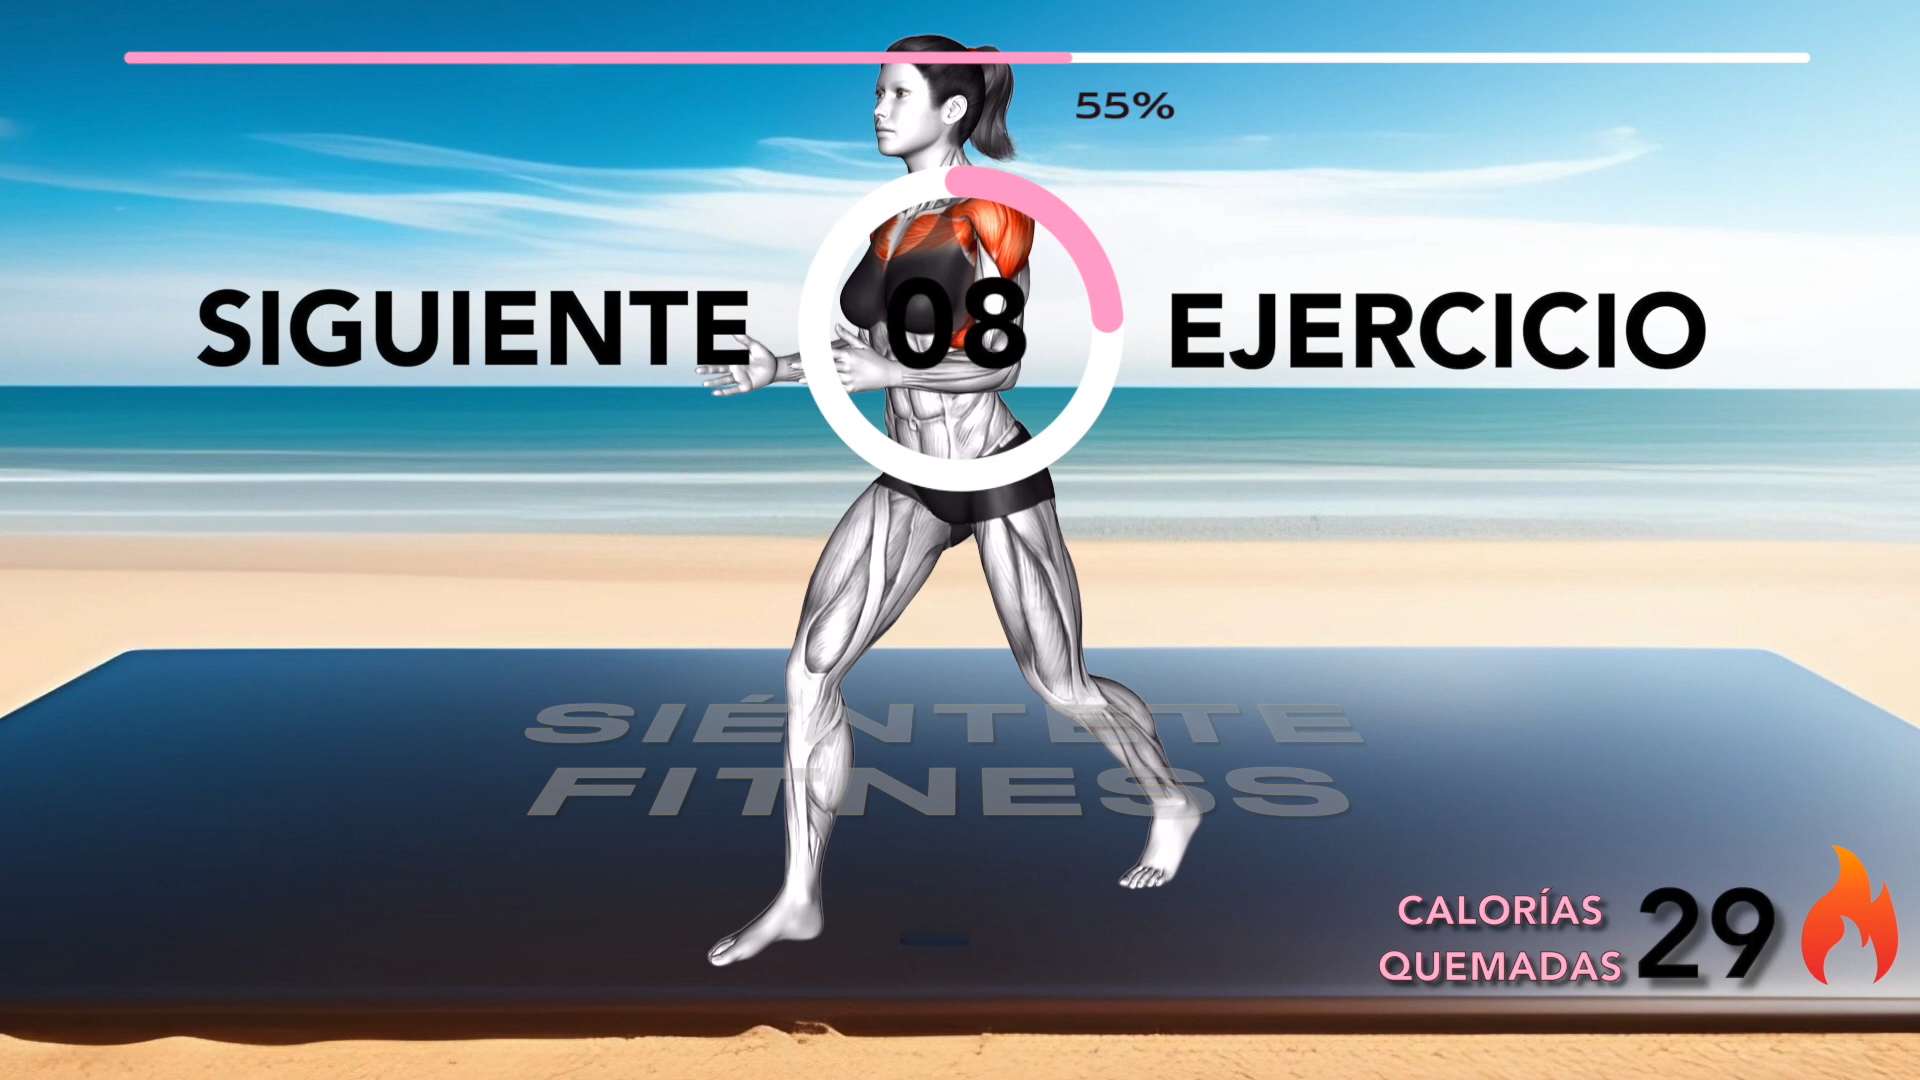 55%
SIGUIENTE 08 EJERCICIO
SIÉNTETE
FITNESS
CALORÍAS
QUEMADAS 29